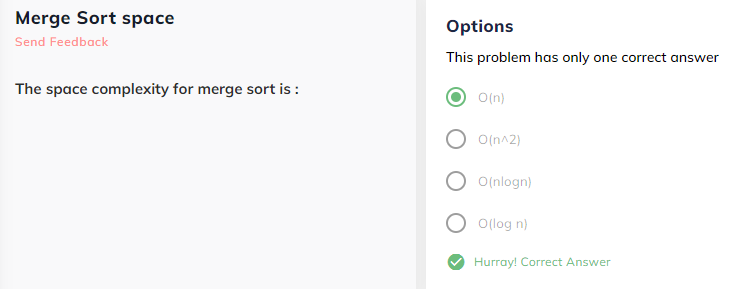 Merge Sort space
Send Feedback
The space complexity for merge sort is :
Options
This problem has only one correct answer
O(n)
O(n^2)
O(nlogn)
O(log n)
Hurray! Correct Answer